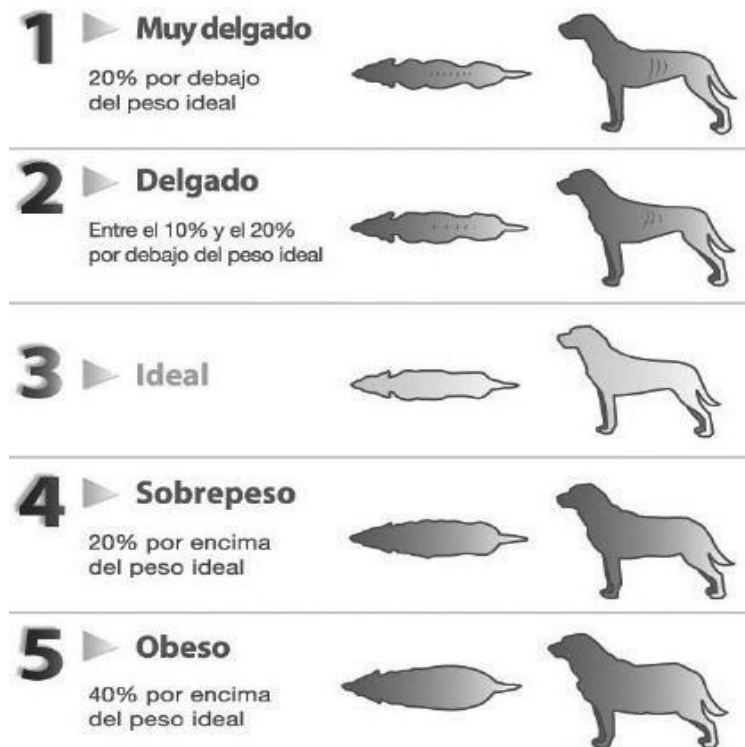 1 Muy delgado
20% por debajo
del peso ideal
2 Delgado
Entre el 10% y el 20%
por debajo del peso ideal
3 Ideal
4 Sobrepeso
20% por encima
del peso ideal
5 Obeso
40% por encima
del peso ideal